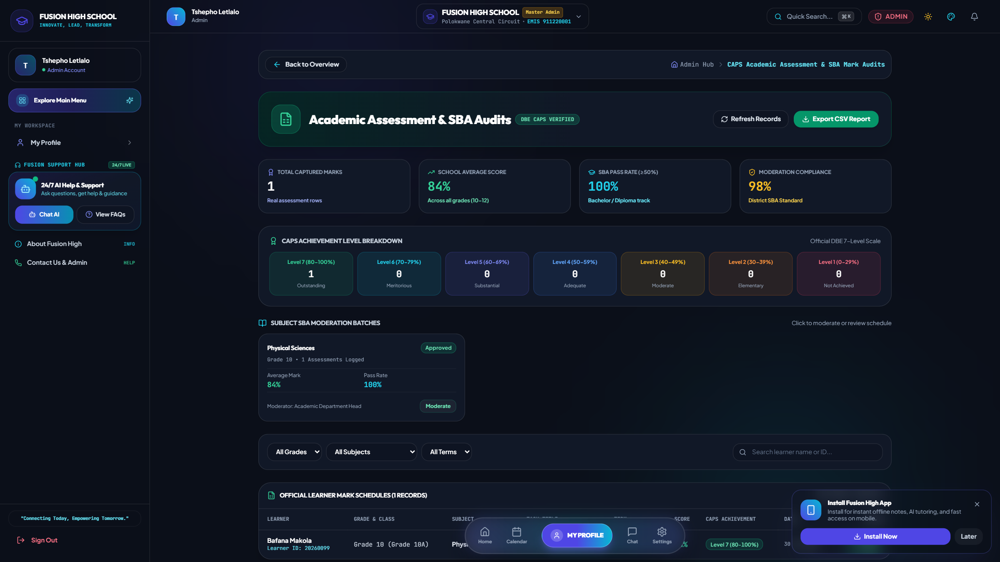 FUSION HIGH SCHOOL
INNOVATE, LEAD, TRANSFORM
T
Tshepho Letlalo
Admin Account
Explore Main Menu
MY WORKSPACE
My Profile
FUSION SUPPORT HUB
24/7 LIVE
24/7 AI Help & Support
Ask questions, get help & guidance
Chat AI
View FAQs
About Fusion High
INFO
Contact Us & Admin
HELP
"Connecting Today, Empowering Tomorrow."
Sign Out
T
Tshepho Letlalo
Admin
FUSION HIGH SCHOOL
Master Admin
Polokwane Central Circuit • EMIS 911220001
Quick Search...
⌘ K
ADMIN
Back to Overview
Admin Hub
CAPS Academic Assessment & SBA Mark Audits
Academic Assessment & SBA Audits
DBE CAPS VERIFIED
Refresh Records
Export CSV Report
TOTAL CAPTURED MARKS
1
Real assessment rows
SCHOOL AVERAGE SCORE
84%
Across all grades (10–12)
SBA PASS RATE (≥50%)
100%
Bachelor / Diploma track
MODERATION COMPLIANCE
98%
District SBA Standard
CAPS ACHIEVEMENT LEVEL BREAKDOWN
Official DBE 7-Level Scale
Level 7 (80–100%)
1
Outstanding
Level 6 (70–79%)
0
Meritorious
Level 5 (60–69%)
0
Substantial
Level 4 (50–59%)
0
Adequate
Level 3 (40–49%)
0
Moderate
Level 2 (30–39%)
0
Elementary
Level 1 (0–29%)
0
Not Achieved
SUBJECT SBA MODERATION BATCHES
Click to moderate or review schedule
Physical Sciences
Approved
Grade 10 • 1 Assessments Logged
Average Mark
84%
Pass Rate
100%
Moderator: Academic Department Head
Moderate
All Grades
All Subjects
All Terms
Search learner name or ID...
OFFICIAL LEARNER MARK SCHEDULES (1 RECORDS)
LEARNER
GRADE & CLASS
SUBJECT
CAPS ACHIEVEMENT
Bafana Makola
Learner ID: 20260099
Grade 10 (Grade 10A)
Level 7 (80–100%)
30
Home
Calendar
MY PROFILE
Chat
Settings
Install Fusion High App
Install for instant offline notes, AI tutoring, and fast
access on mobile.
Install Now
Later